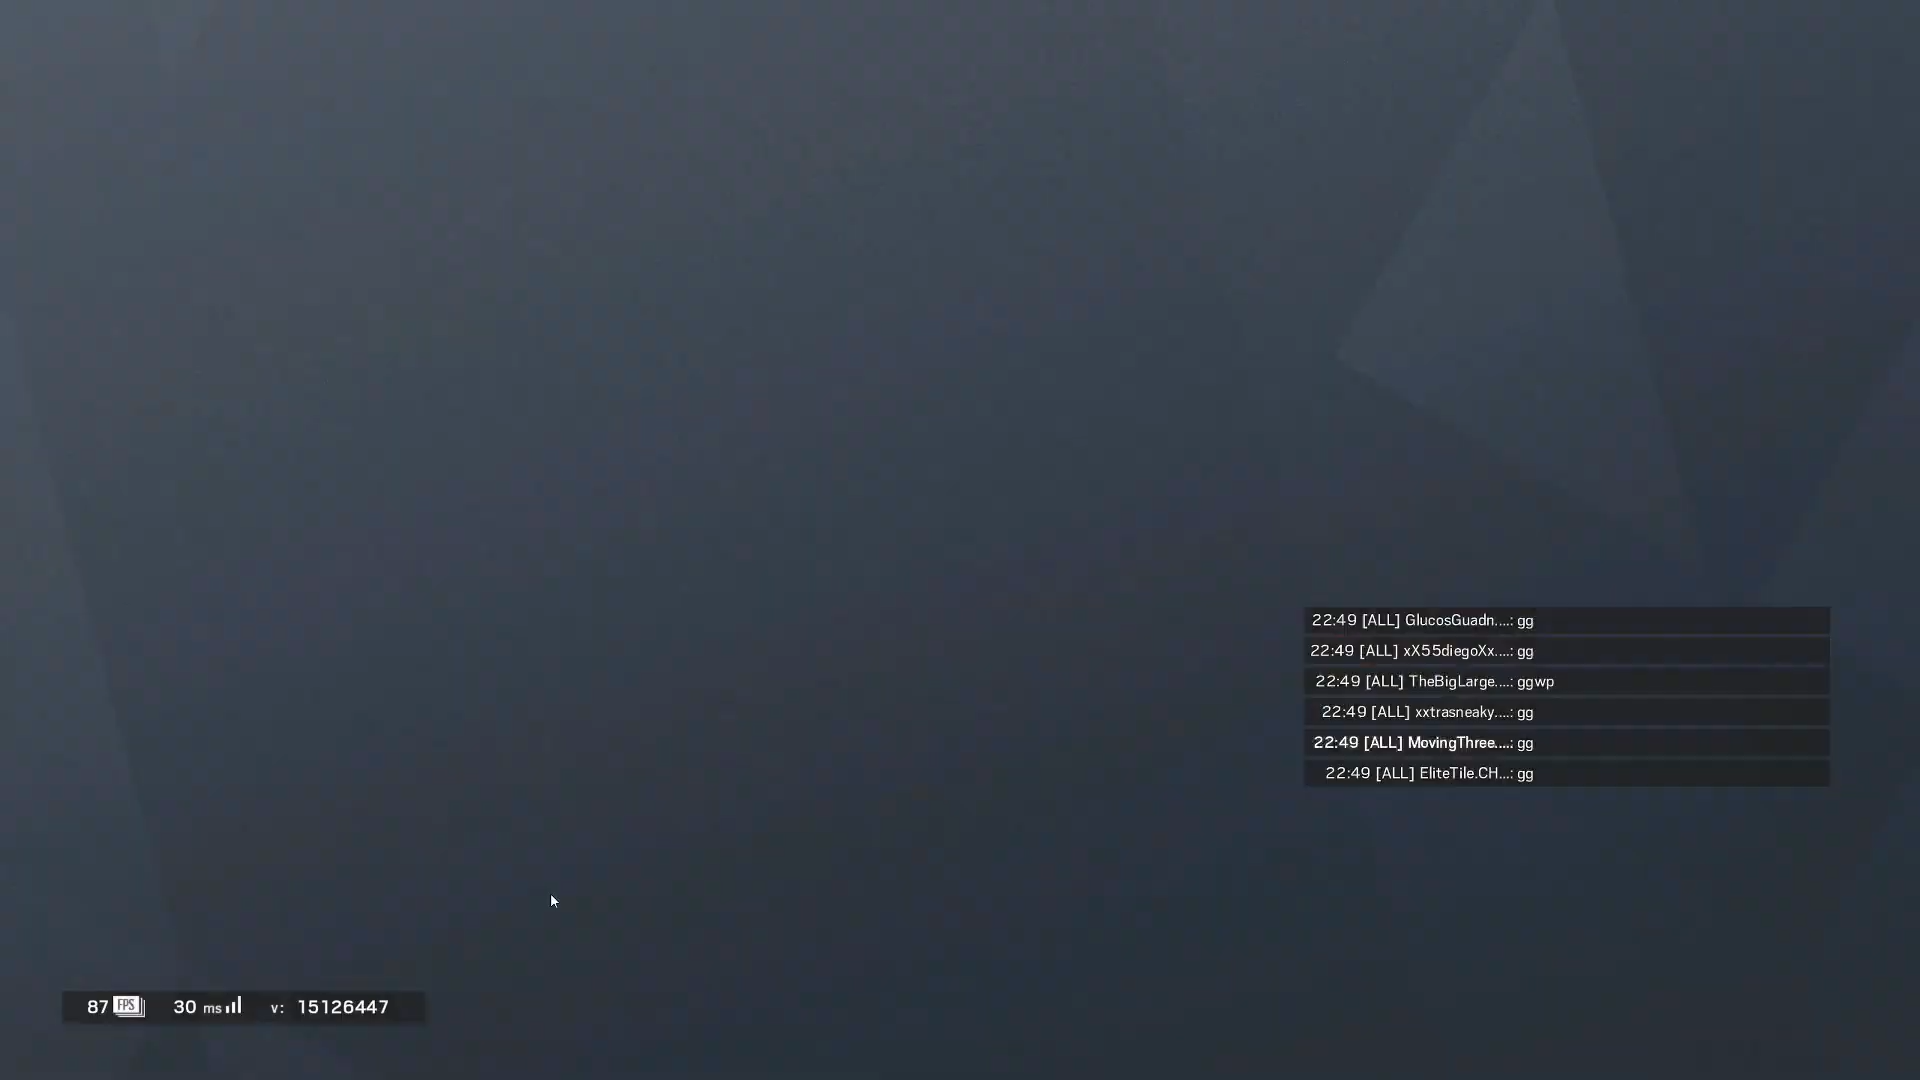 22:49 [ALL] GlucosGuadn...: gg
22:49 [ALL] xX55diegoXx...: gg
22:49 [ALL] TheBigLarge...: ggwp
22:49 [ALL] xxtrasneaky...: gg
22:49 [ALL] MovingThree...: gg
22:49 [ALL] EliteTile.CH...: gg
87 FPS 30 ms v: 15126447